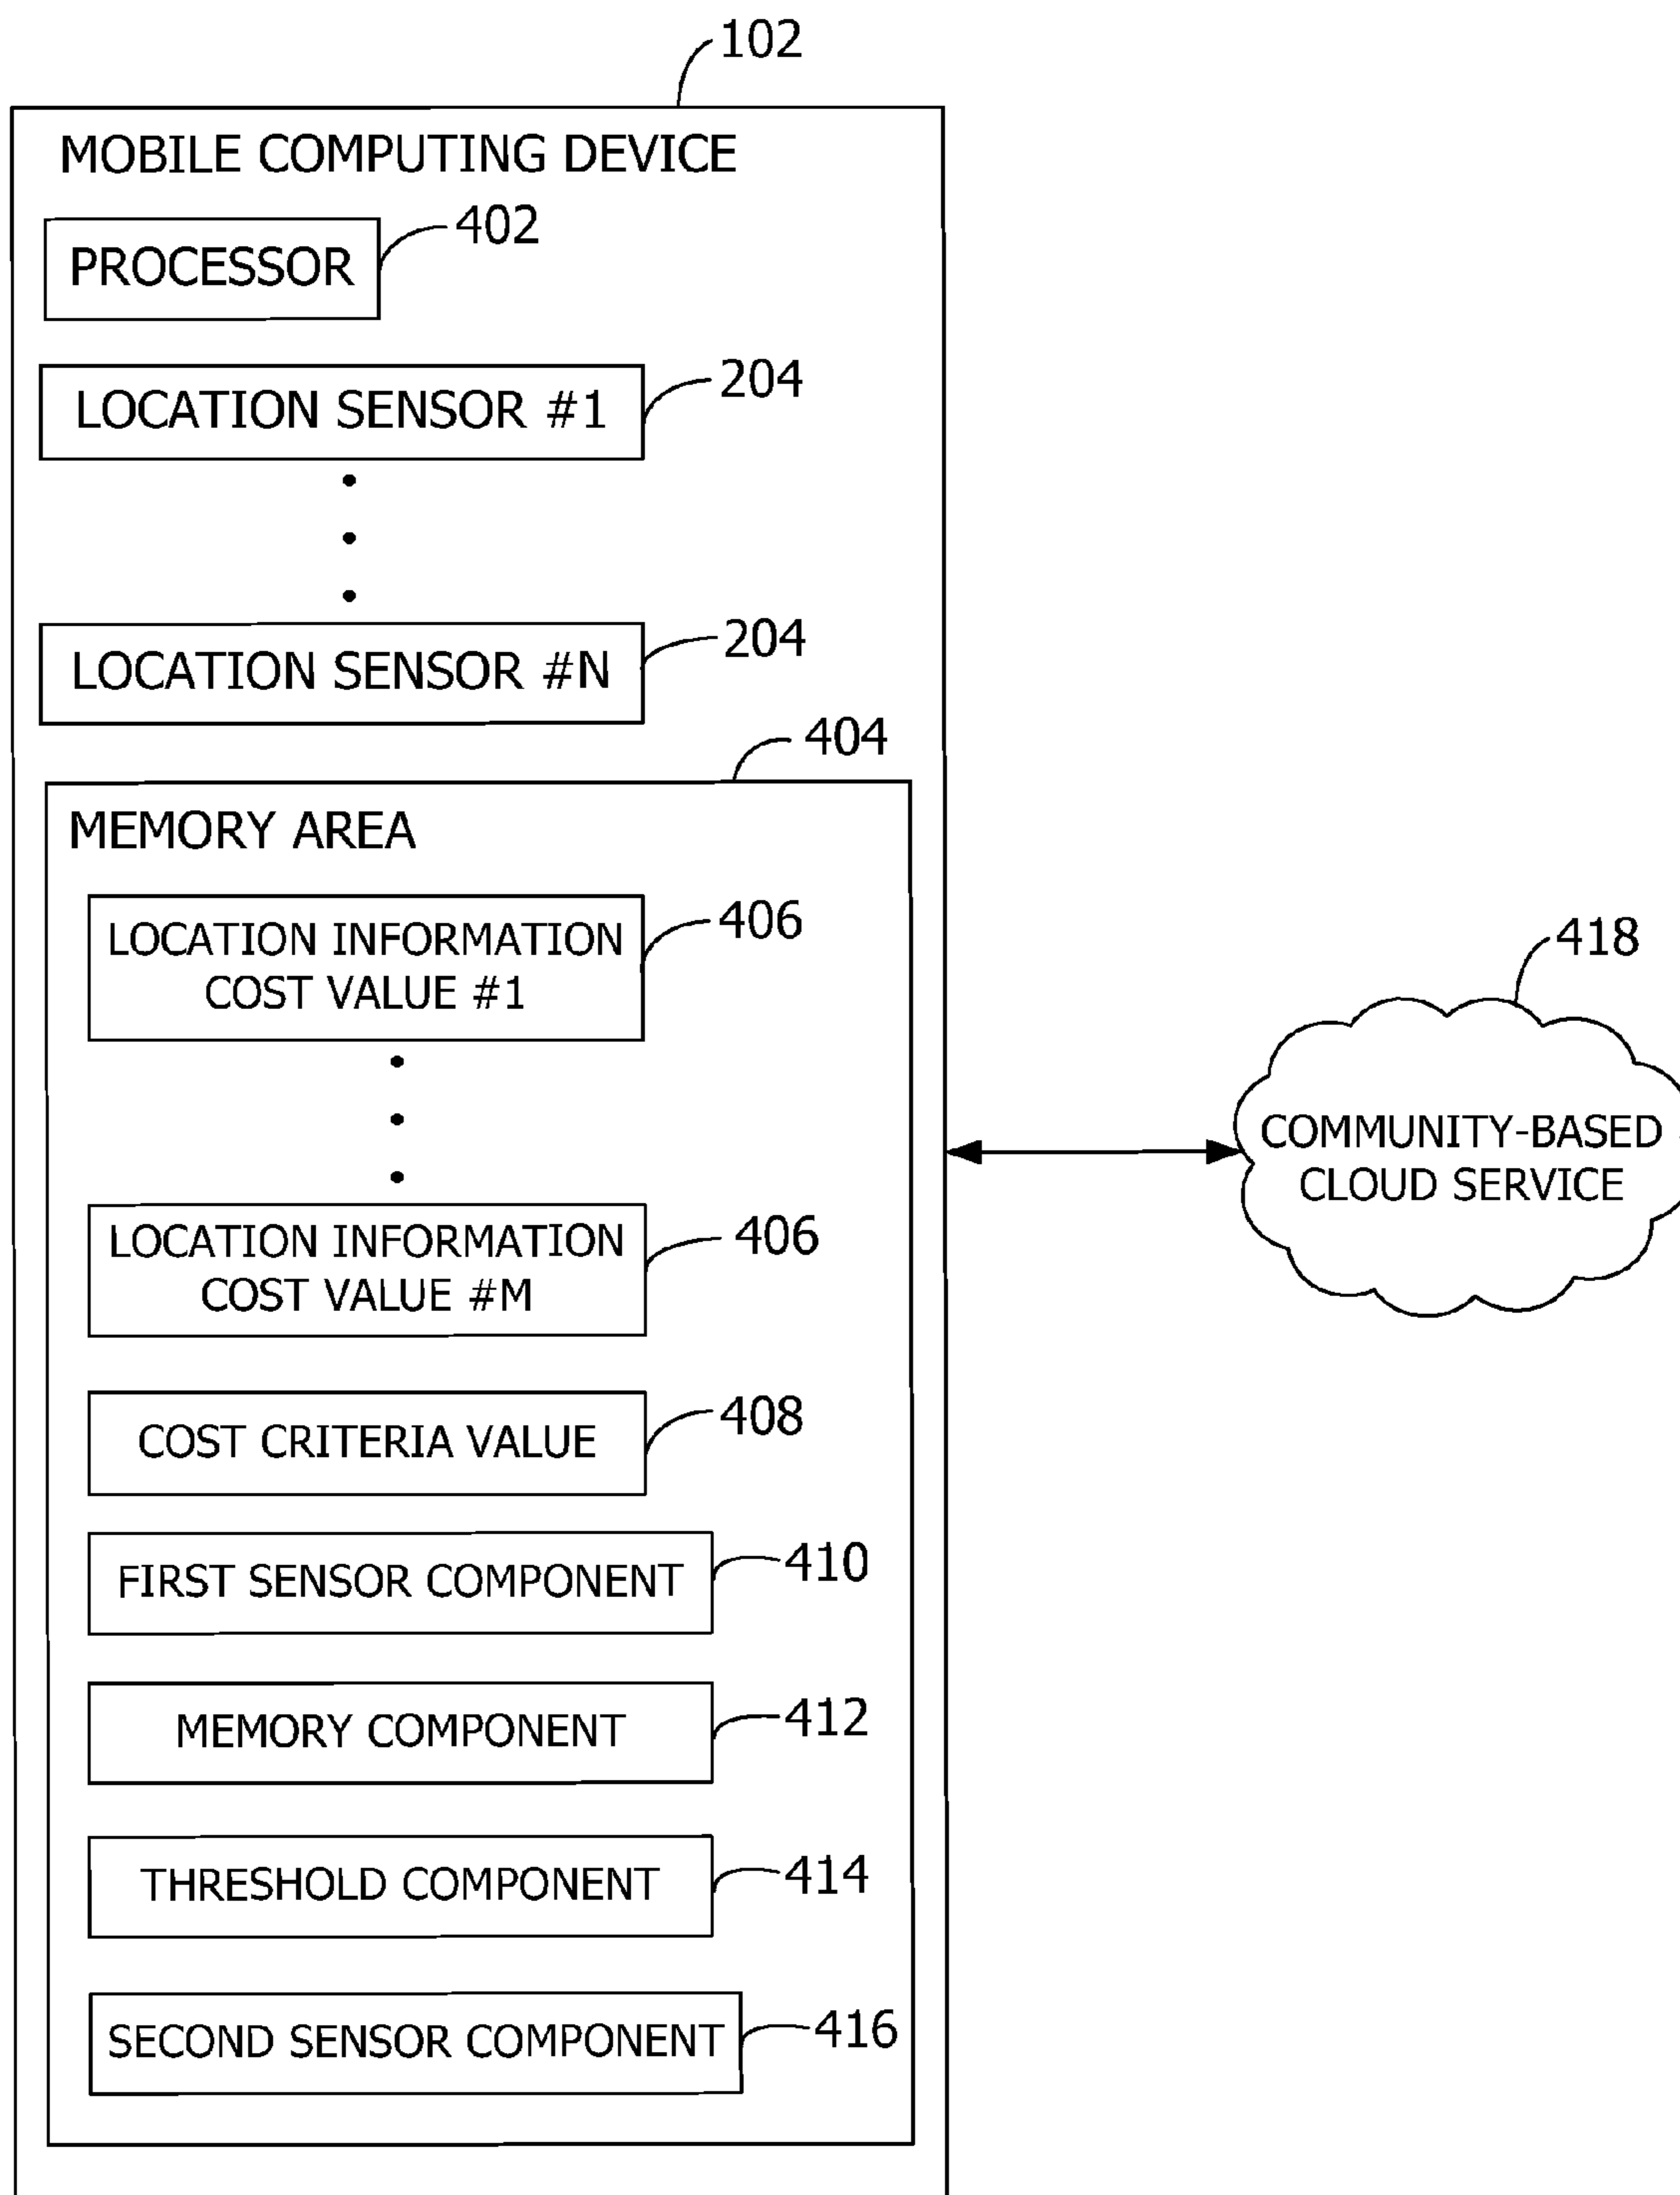 102
MOBILE COMPUTING DEVICE
402
PROCESSOR
204
LOCATION SENSOR #1
204
LOCATION SENSOR #N
404
MEMORY AREA
406
LOCATION INFORMATION
COST VALUE #1
418
COMMUNITY-BASED
CLOUD SERVICE
406
LOCATION INFORMATION
COST VALUE #M
408
COST CRITERIA VALUE
410
FIRST SENSOR COMPONENT
412
MEMORY COMPONENT
414
THRESHOLD COMPONENT
416
SECOND SENSOR COMPONENT